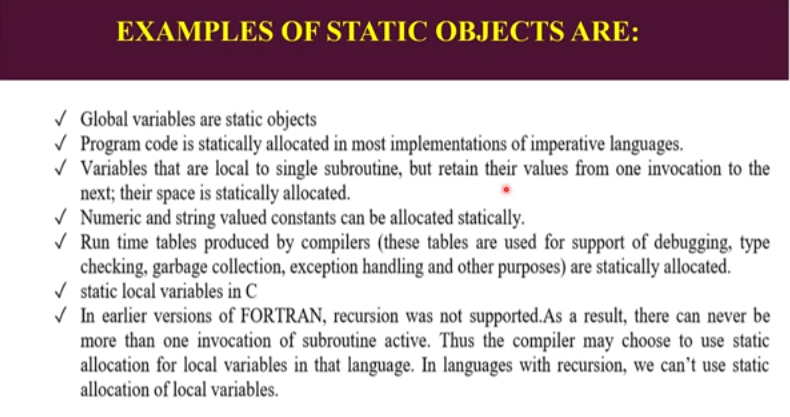 EXAMPLES OF STATIC OBJECTS ARE:
✓ Global variables are static objects
✓ Program code is statically allocated in most implementations of imperative languages.
✓ Variables that are local to single subroutine, but retain their values from one invocation to the
next; their space is statically allocated.
✓ Numeric and string valued constants can be allocated statically.
✓ Run time tables produced by compilers (these tables are used for support of debugging, type
checking, garbage collection, exception handling and other purposes) are statically allocated.
✓ static local variables in C
✓ In earlier versions of FORTRAN, recursion was not supported.As a result, there can never be
more than one invocation of subroutine active. Thus the compiler may choose to use static
allocation for local variables in that language. In languages with recursion, we can't use static
allocation of local variables.